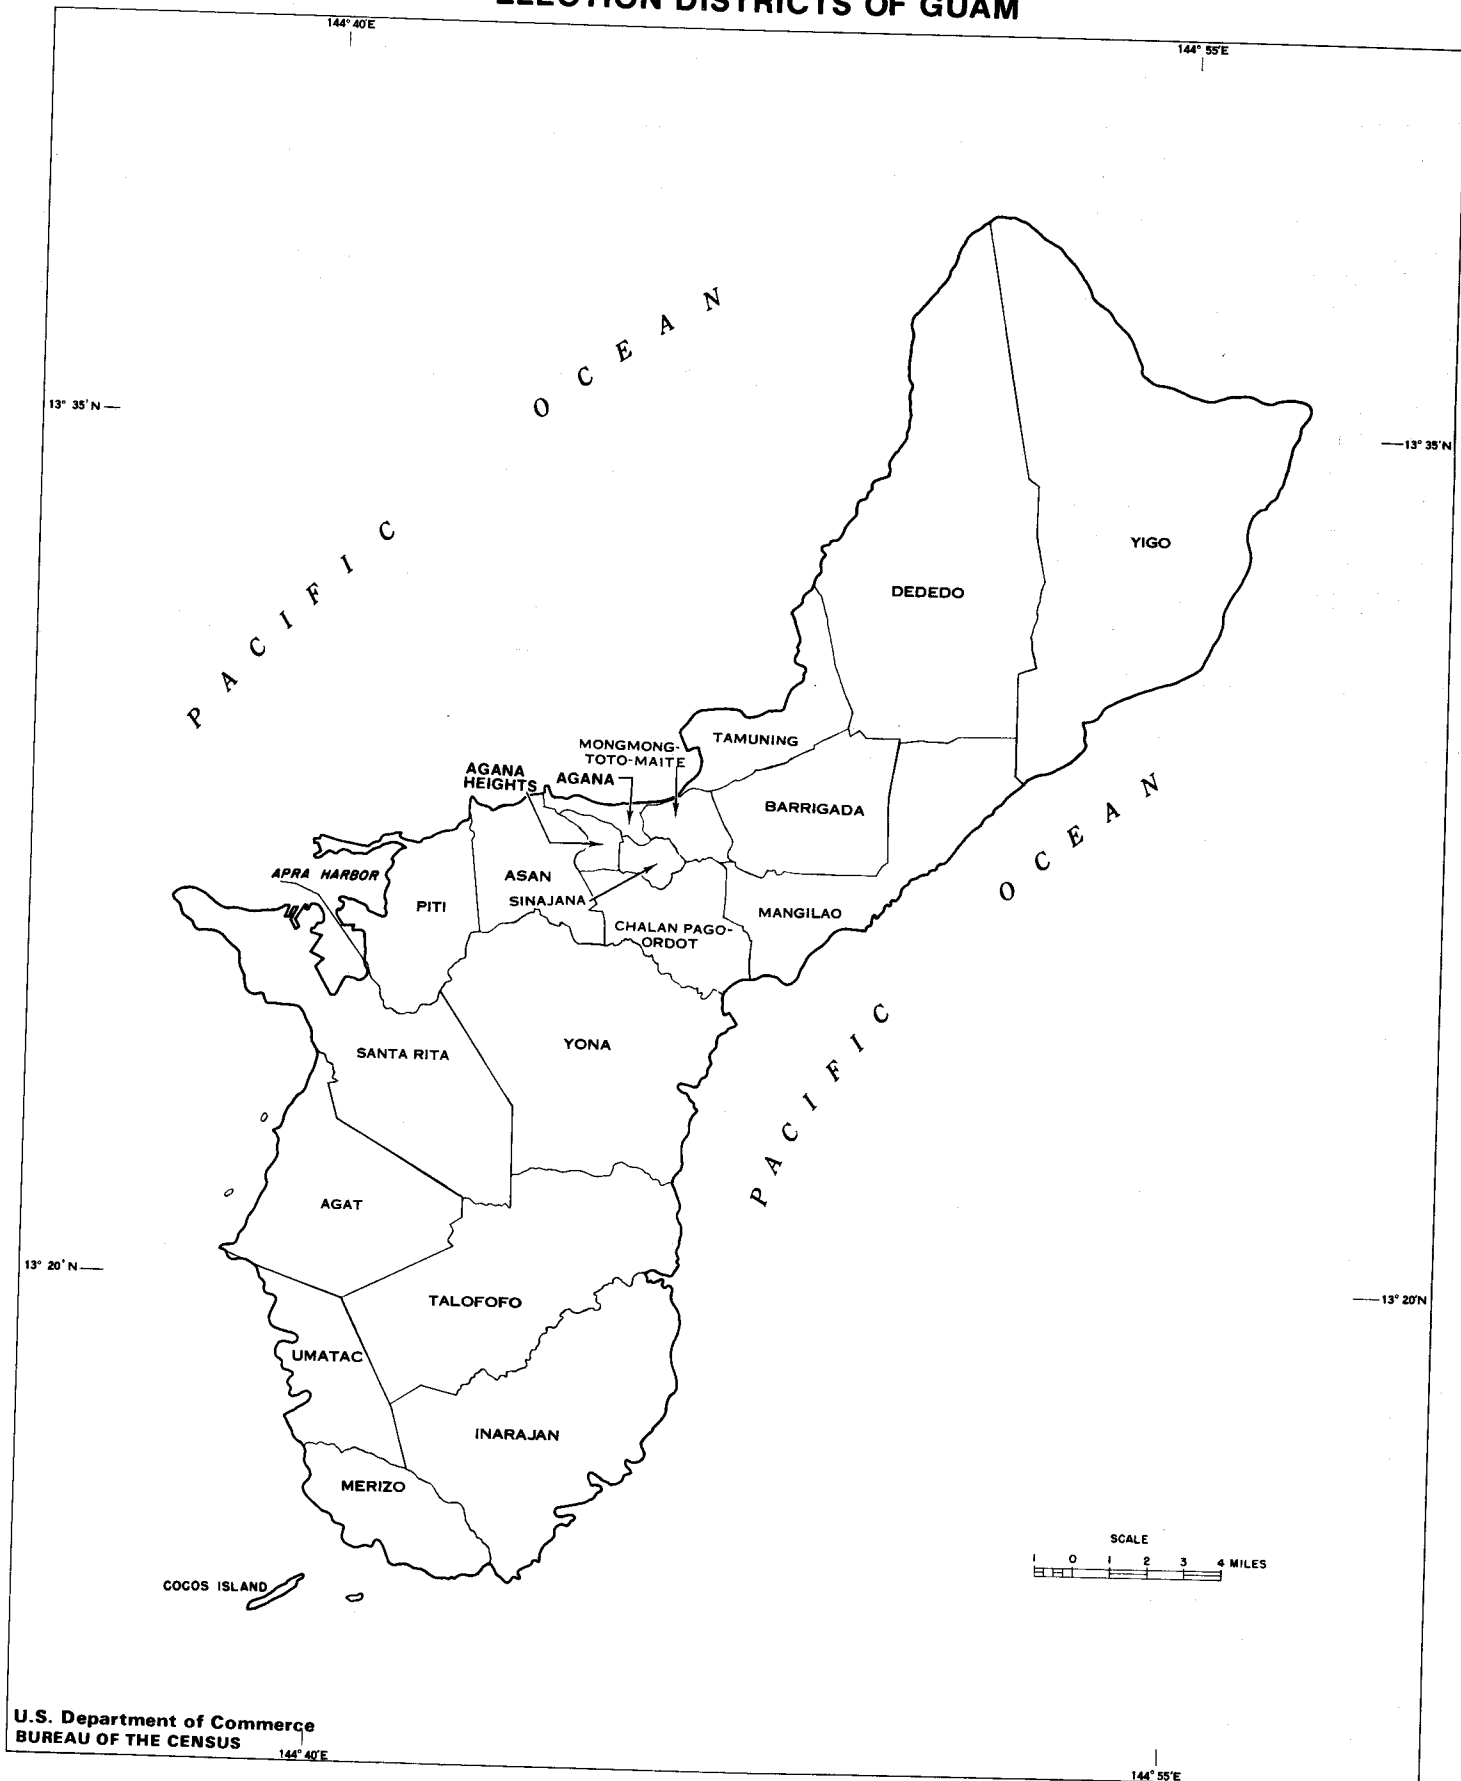 ELECTION DISTRICTS OF GUAM
144° 40'E
144° 55'E
PACIFIC OCEAN
13° 35'N
13° 35'N
YIGO
DEDEDO
TAMUNING
MONGMONG-
TOTO-MAITE
AGANA
HEIGHTS
AGANA
BARRIGADA
APRA HARBOR
ASAN
PITI
SINAJANA
MANGILAO
CHALAN PAGO-
ORDOT
PACIFIC OCEAN
SANTA RITA
YONA
AGAT
13° 20'N
13° 20'N
TALOFOFO
UMATAC
INARAJAN
MERIZO
COCOS ISLAND
SCALE
1 0 1 2 3 4 MILES
U.S. Department of Commerce
BUREAU OF THE CENSUS
144° 40'E
144° 55'E